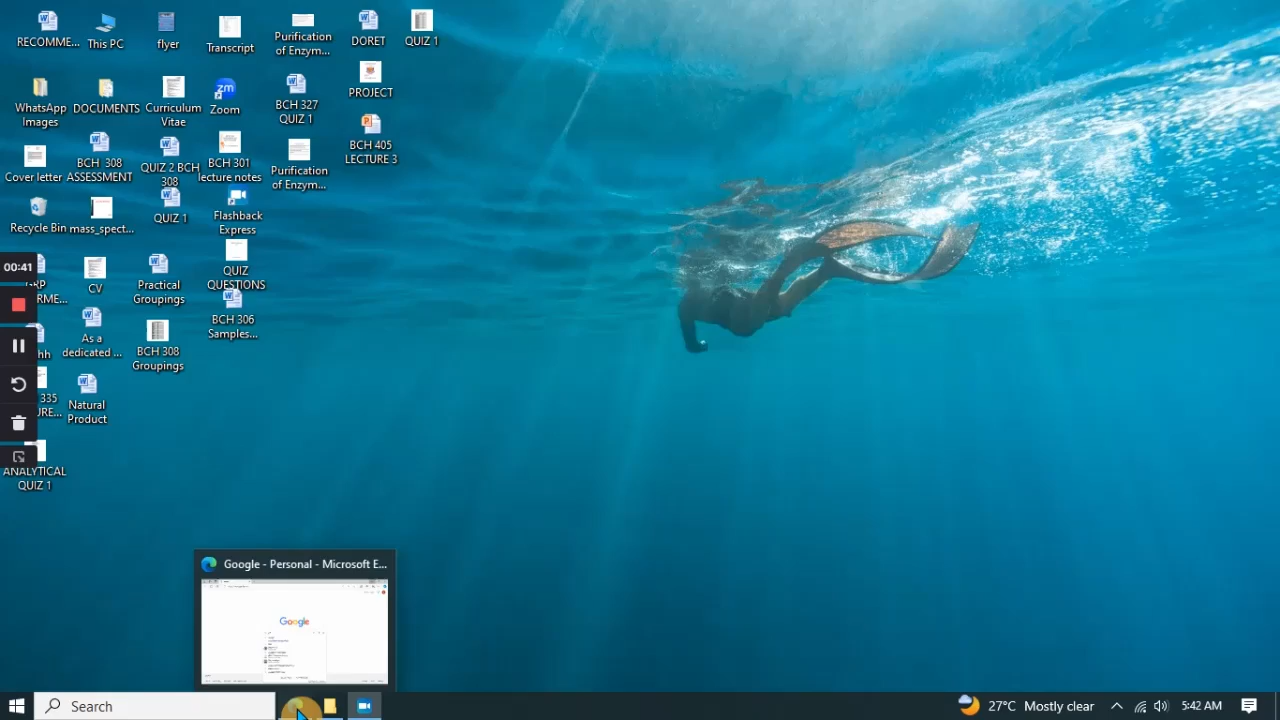 RECOMME...
This PC
flyer
Transcript
Purification
of Enzym...
DORET
QUIZ 1
WhatsApp
Images
DOCUMENTS
Curriculum
Vitae
zm
Zoom
BCH 327
QUIZ 1
PROJECT
Cover letter
BCH 308
ASSESSMENT
QUIZ 2 BCH
308
BCH 301
lecture notes
Purification
of Enzym...
BCH 405
LECTURE 3
Recycle Bin
mass_spect...
QUIZ 1
Flashback
Express
00:41
CV
Practical
Groupings
QUIZ
QUESTIONS
As a
dedicated ...
BCH 308
Groupings
BCH 306
Samples...
335
Natural
Product
ANALYTICAL
QUIZ 1
Google - Personal - Microsoft E...
Google
Search
27°C Mostly clear
5:42 AM